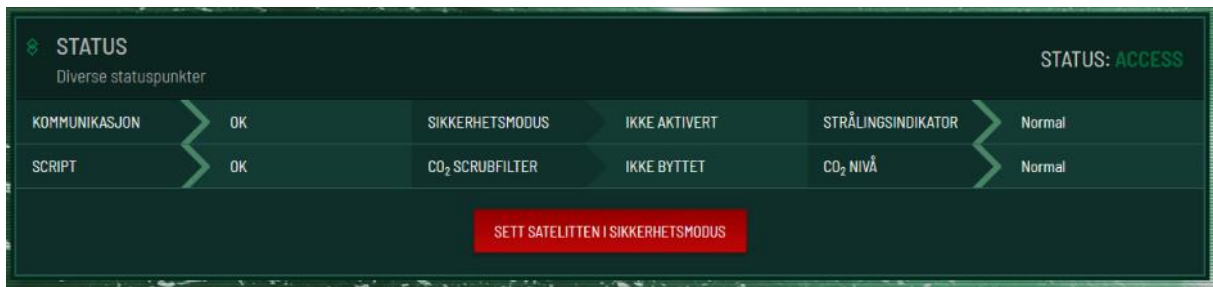 STATUS
Diverse statuspunkter
STATUS: ACCESS
KOMMUNIKASJON OK SIKKERHETSMODUS IKKE AKTIVERT STRÅLINGSINDIKATOR Normal
SCRIPT OK CO₂ SCRUBFILTER IKKE BYTTET CO₂ NIVÅ Normal
SETT SATELITTEN I SIKKERHETSMODUS